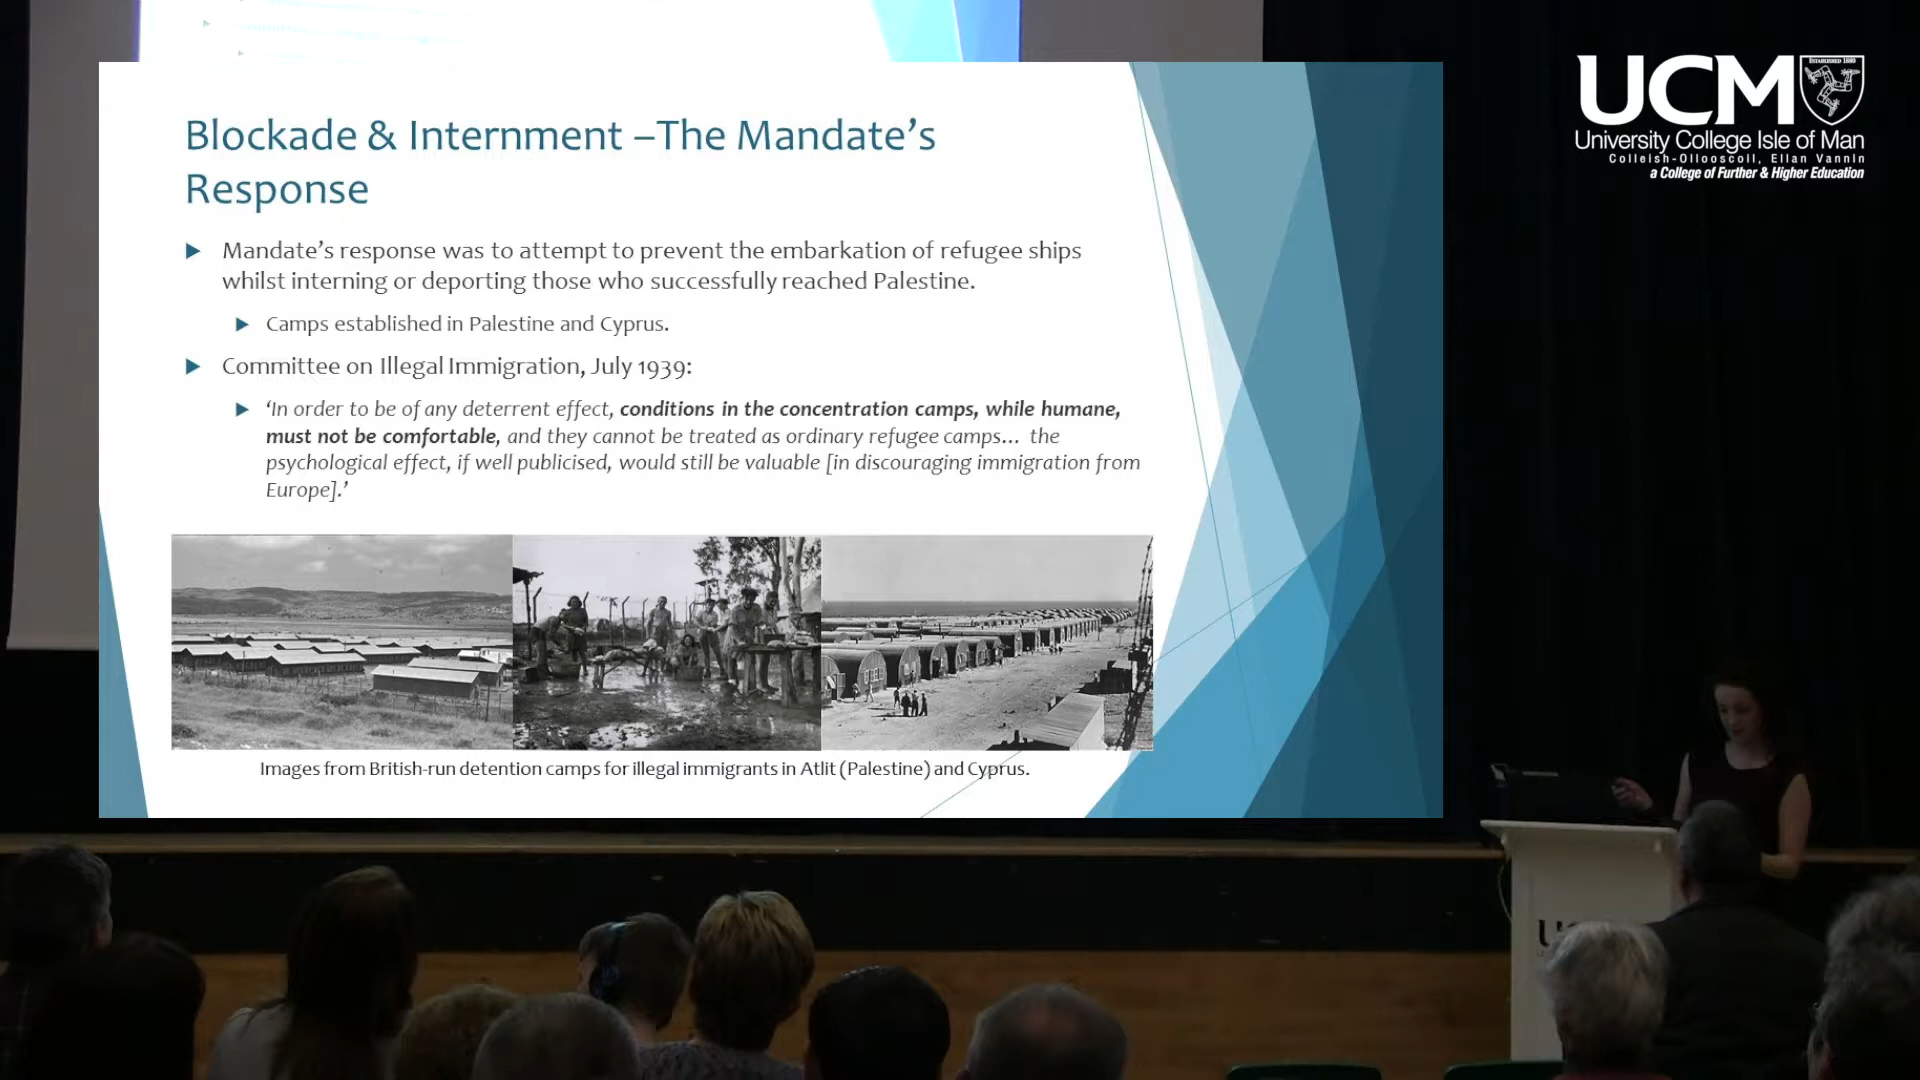 Blockade & Internment –The Mandate's
Response
Mandate's response was to attempt to prevent the embarkation of refugee ships
whilst interning or deporting those who successfully reached Palestine.
Camps established in Palestine and Cyprus.
Committee on Illegal Immigration, July 1939:
'In order to be of any deterrent effect, conditions in the concentration camps, while humane,
must not be comfortable, and they cannot be treated as ordinary refugee camps... the
psychological effect, if well publicised, would still be valuable [in discouraging immigration from
Europe].'
Images from British-run detention camps for illegal immigrants in Atlit (Palestine) and Cyprus.
UCM
ESTABLISHED 1880
University College Isle of Man
Colleish-Ollooscoil, Ellan Vannin
a College of Further & Higher Education